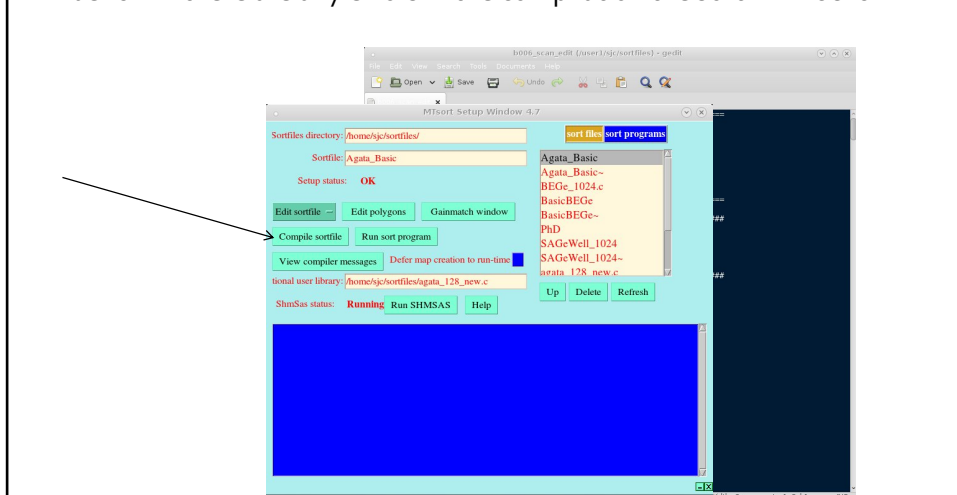 b006_scan_edit (/user1/sjc/sortfiles) - gedit
File Edit View Search Tools Documents Help
Open Save Undo
MTsort Setup Window 4.7
Sortfiles directory: /home/sjc/sortfiles/
sort files sort programs
Sortfile: Agata_Basic
Setup status: OK
Edit sortfile Edit polygons Gainmatch window
Compile sortfile Run sort program
View compiler messages Defer map creation to run-time
tional user library: /home/sjc/sortfiles/agata_128_new.c
ShmSas status: Running Run SHMSAS Help
Agata_Basic
Agata_Basic~
BEGe_1024.c
BasicBEGe
BasicBEGe~
PhD
SAGeWell_1024
SAGeWell_1024~
agata_128_new.c
Up Delete Refresh
===
===
##
##